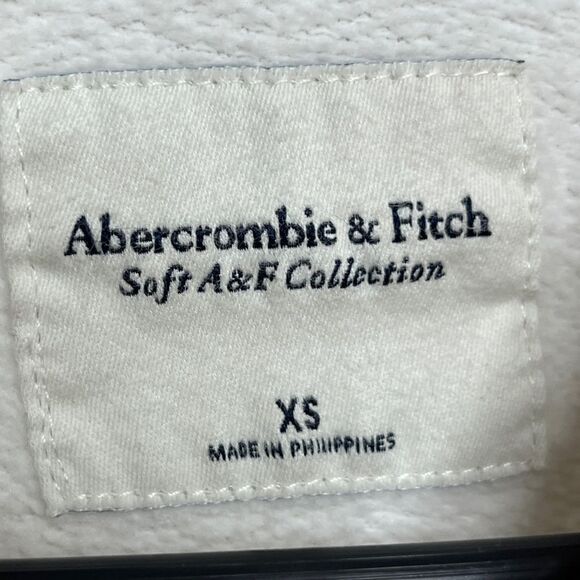 Abercrombie & Fitch
Soft A&F Collection
XS
MADE IN PHILIPPINES